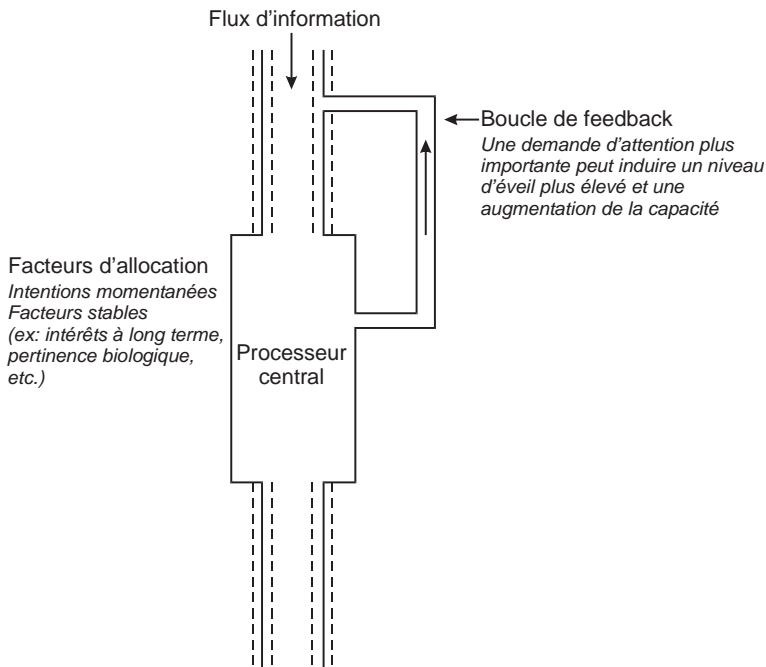 Flux d’information
Boucle de feedback
Une demande d’attention plus
importante peut induire un niveau
d’éveil plus élevé et une
augmentation de la capacité
Facteurs d’allocation
Intentions momentanées
Facteurs stables
(ex: intérêts à long terme,
pertinence biologique,
etc.)
Processeur
central